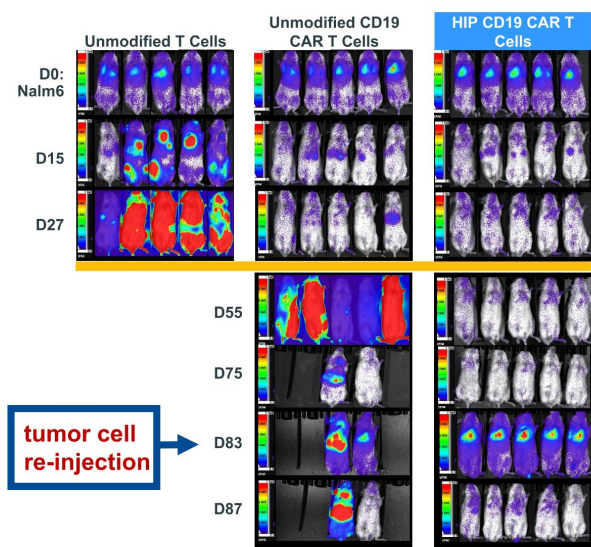 Unmodified T Cells
Unmodified CD19
CAR T Cells
HIP CD19 CAR T
Cells
D0:
Nalm6
D15
D27
D55
D75
D83
D87
tumor cell
re-injection